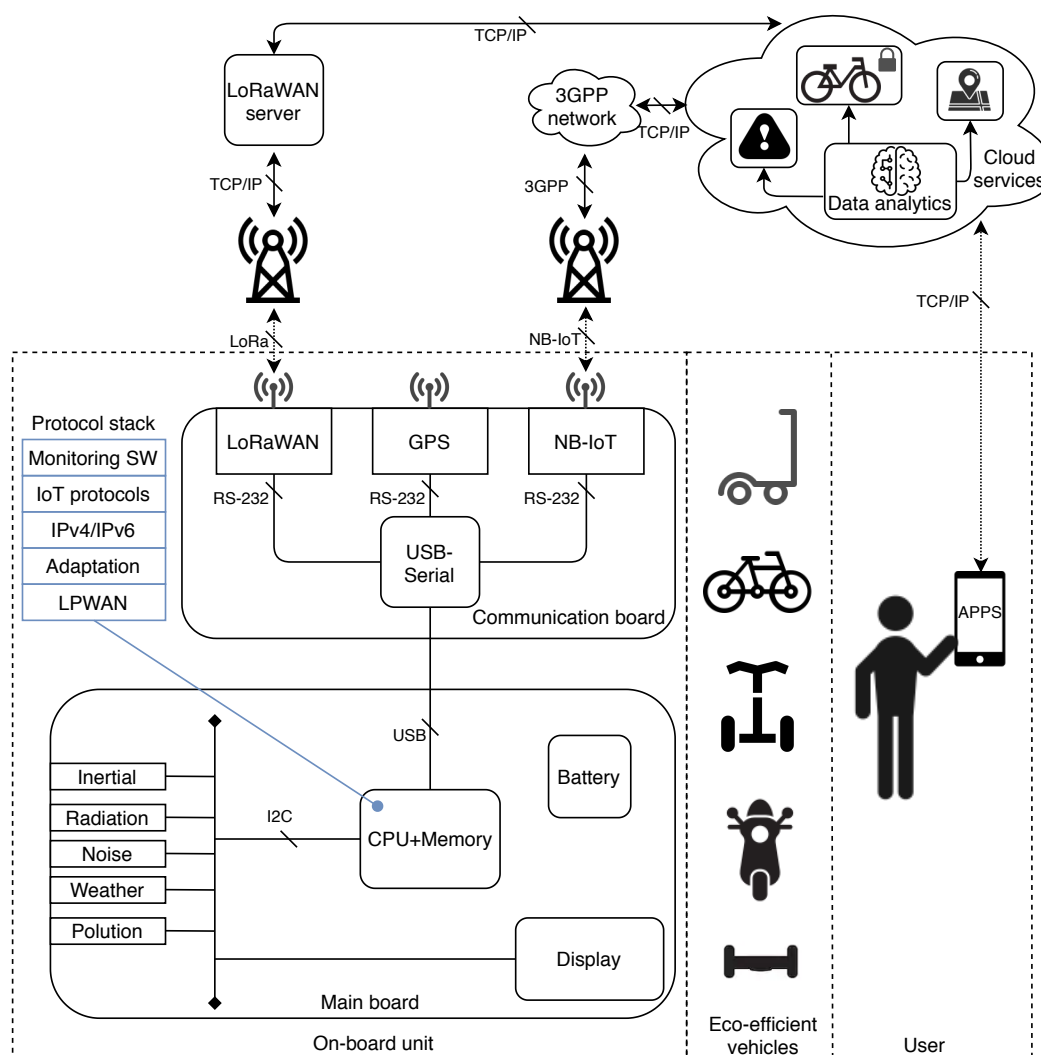 TCP/IP
LoRaWAN
server
3GPP
network
TCP/IP
Cloud
services
Data analytics
TCP/IP
3GPP
TCP/IP
LoRa
NB-IoT
Protocol stack
Monitoring SW
IoT protocols
IPv4/IPv6
Adaptation
LPWAN
LoRaWAN
GPS
NB-IoT
RS-232
RS-232
RS-232
USB-
Serial
Communication board
APPS
USB
Inertial
Radiation
Noise
Weather
Polution
I2C
CPU+Memory
Battery
Display
Main board
On-board unit
Eco-efficient
vehicles
User